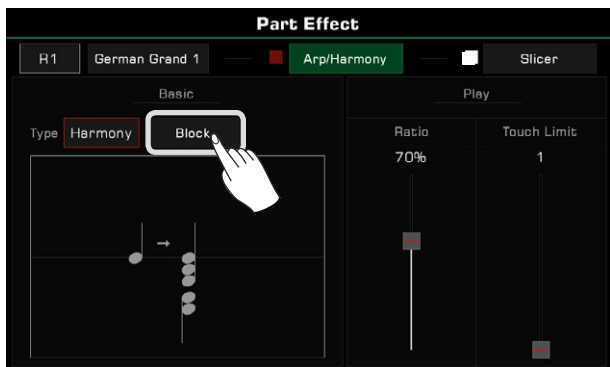 Part Effect
R1 German Grand 1 Arp/Harmony Slicer
Basic Play
Type Harmony Block Ratio Touch Limit
70% 1